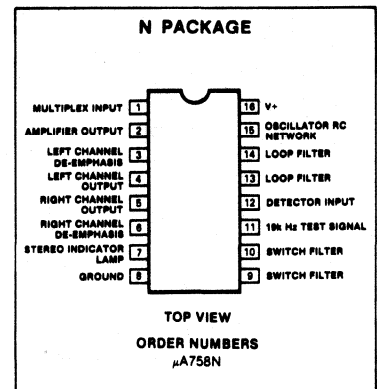 N PACKAGE
MULTIPLEX INPUT 1
AMPLIFIER OUTPUT 2
LEFT CHANNEL
DE-EMPHASIS 3
LEFT CHANNEL
OUTPUT 4
RIGHT CHANNEL
OUTPUT 5
RIGHT CHANNEL
DE-EMPHASIS 6
STEREO INDICATOR
LAMP 7
GROUND 8
16 V+
15 OSCILLATOR RC
NETWORK
14 LOOP FILTER
13 LOOP FILTER
12 DETECTOR INPUT
11 19k Hz TEST SIGNAL
10 SWITCH FILTER
9 SWITCH FILTER
TOP VIEW
ORDER NUMBERS
μA758N